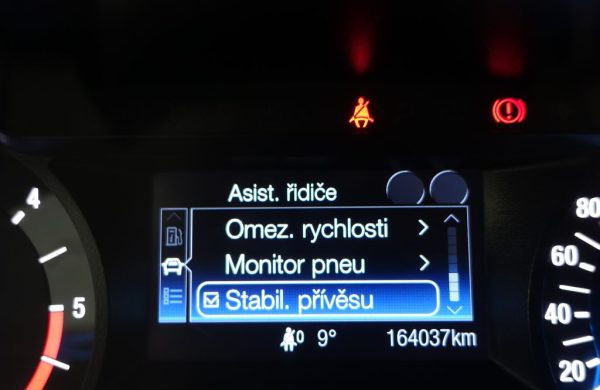 Asist. řidiče
Omez. rychlosti
Monitor pneu
Stabil. přívěsu
0 9° 164037km
4
5
80
60
40
20